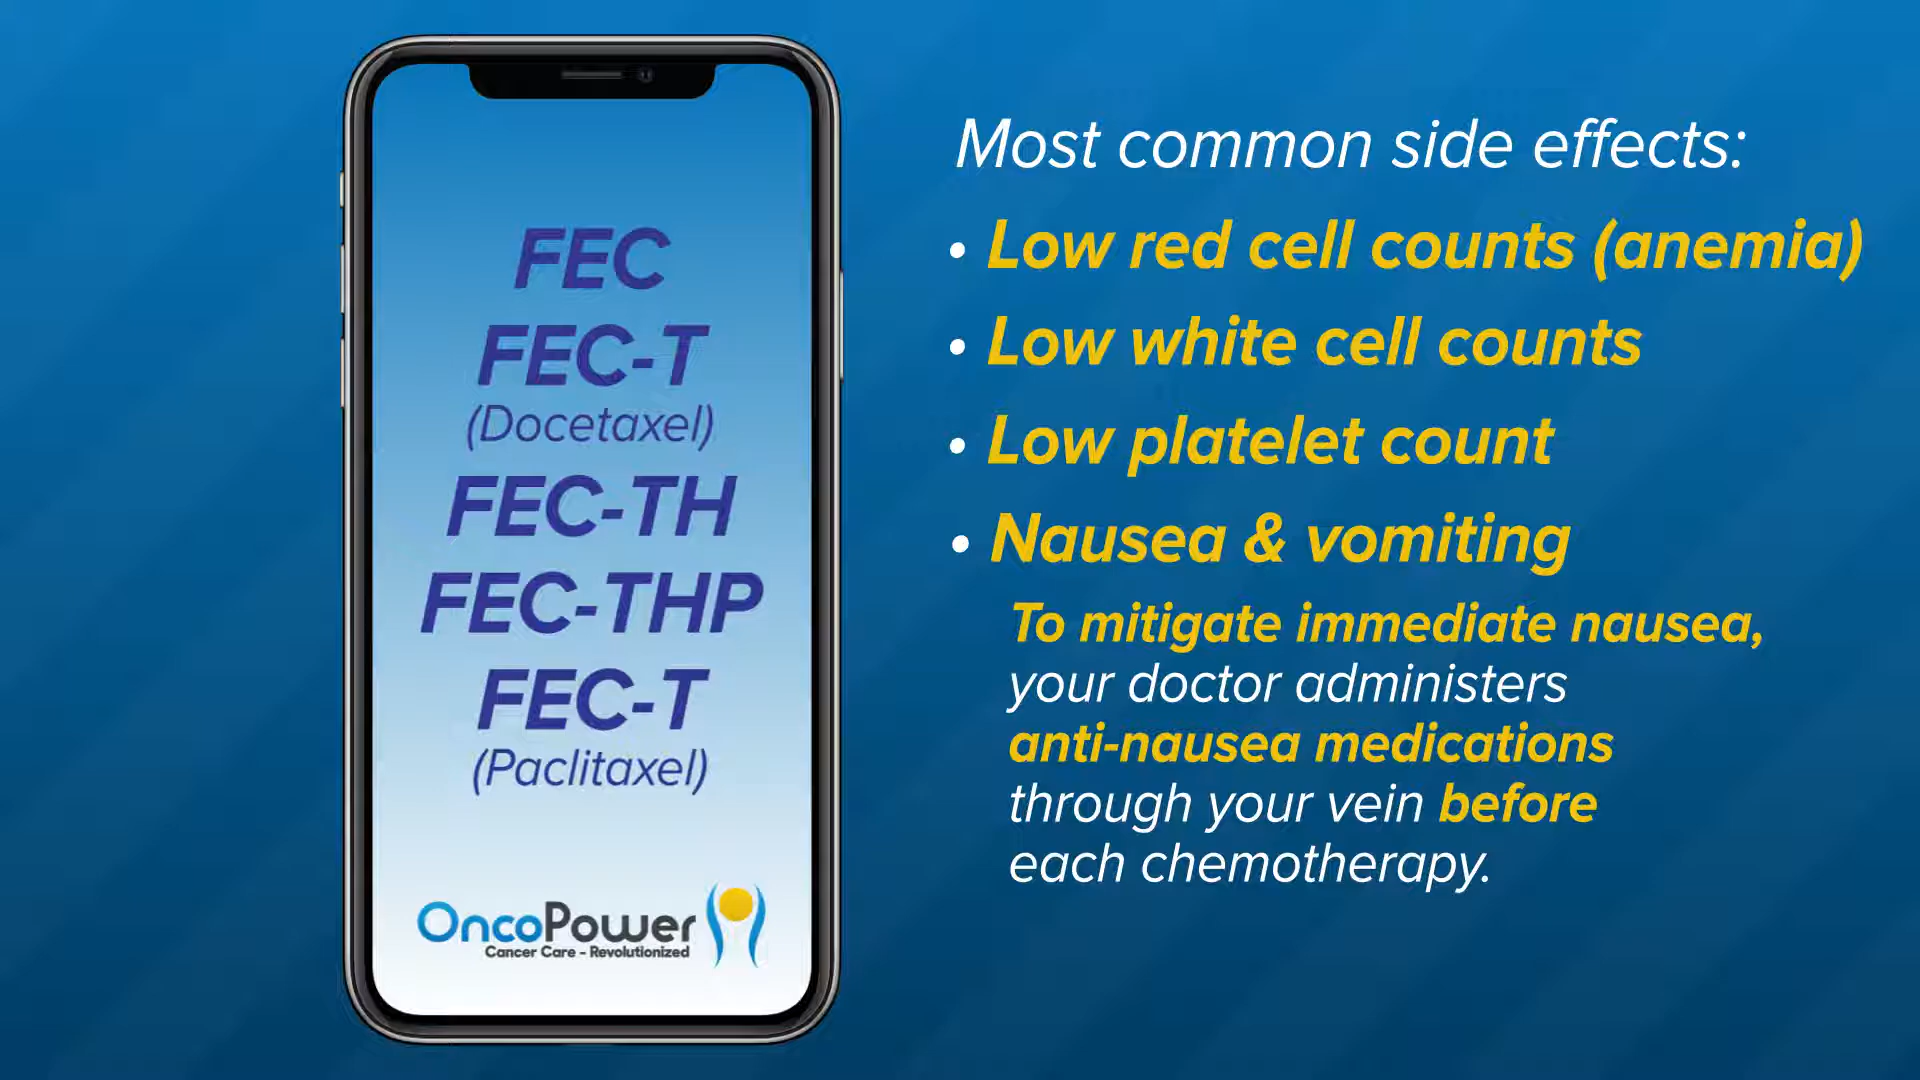 FEC
FEC-T
(Docetaxel)
FEC-TH
FEC-THP
FEC-T
(Paclitaxel)
OncoPower
Cancer Care - Revolutionized
Most common side effects:
• Low red cell counts (anemia)
• Low white cell counts
• Low platelet count
• Nausea & vomiting
To mitigate immediate nausea,
your doctor administers
anti-nausea medications
through your vein before
each chemotherapy.